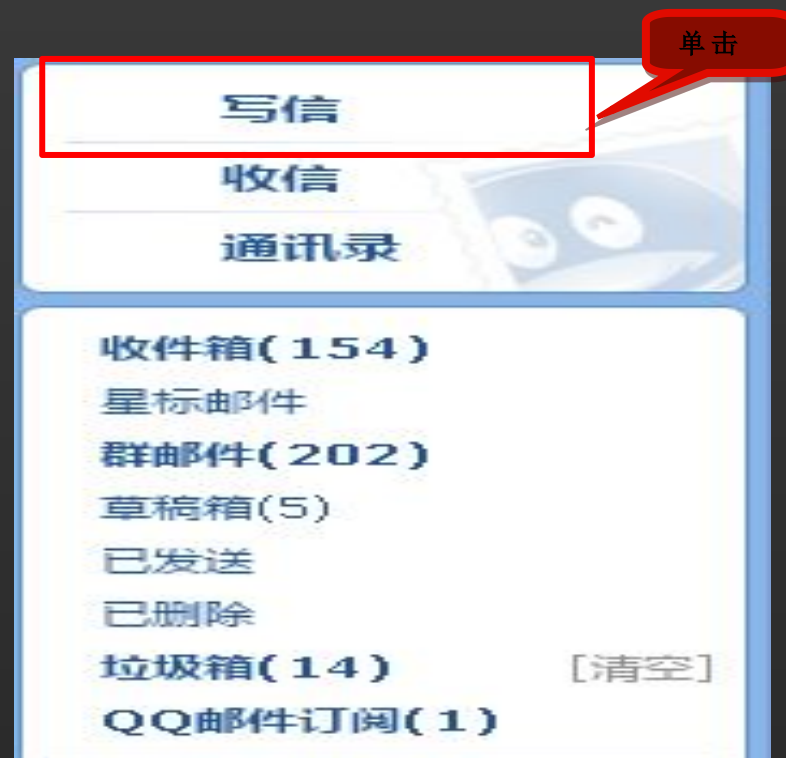 单击
写信
收信
通讯录
收件箱(154)
星标邮件
群邮件(202)
草稿箱(5)
已发送
已删除
垃圾箱(14) [清空]
QQ邮件订阅(1)